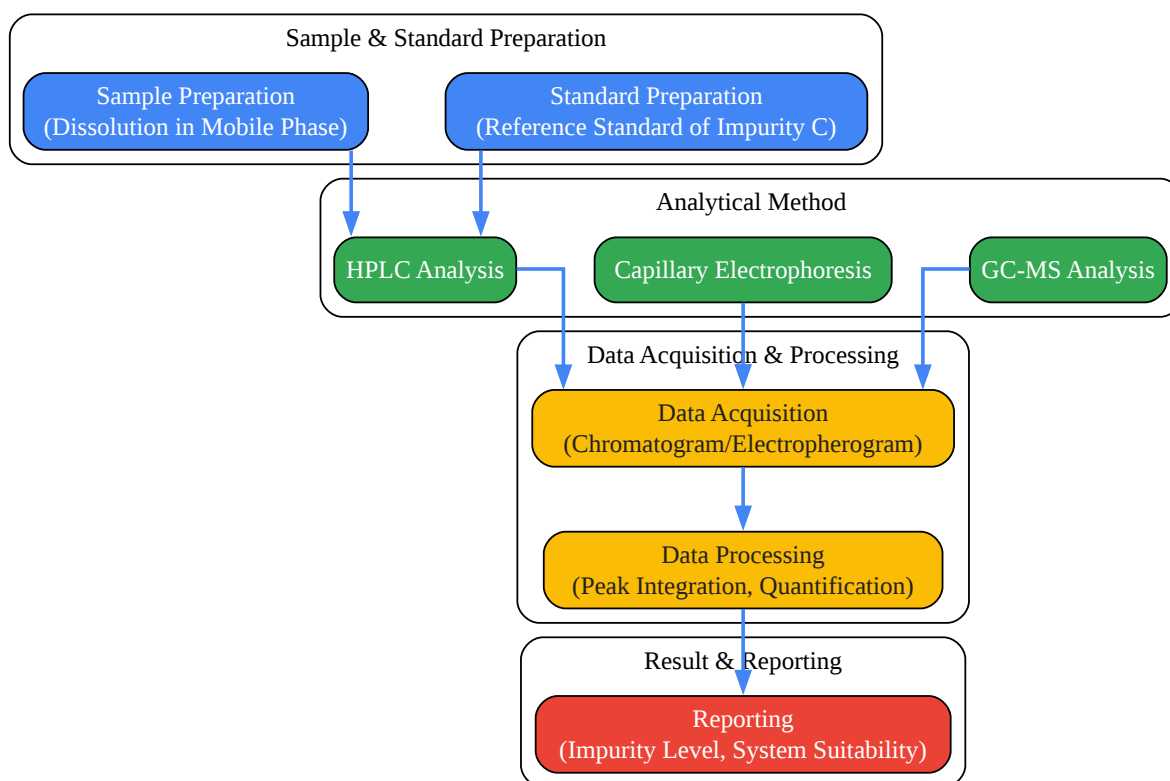 Sample & Standard Preparation
Sample Preparation
(Dissolution in Mobile Phase)
Standard Preparation
(Reference Standard of Impurity C)
Analytical Method
HPLC Analysis
Capillary Electrophoresis
GC-MS Analysis
Data Acquisition & Processing
Data Acquisition
(Chromatogram/Electropherogram)
Data Processing
(Peak Integration, Quantification)
Result & Reporting
Reporting
(Impurity Level, System Suitability)